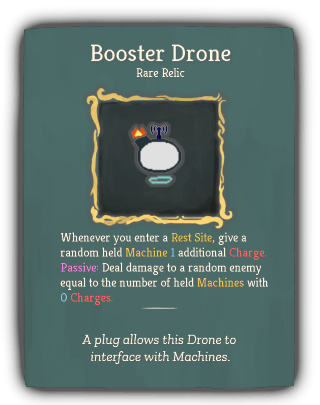 Booster Drone
Rare Relic
Whenever you enter a Rest Site, give a
random held Machine 1 additional Charge.
Passive: Deal damage to a random enemy
equal to the number of held Machines with
0 Charges.
A plug allows this Drone to
interface with Machines.